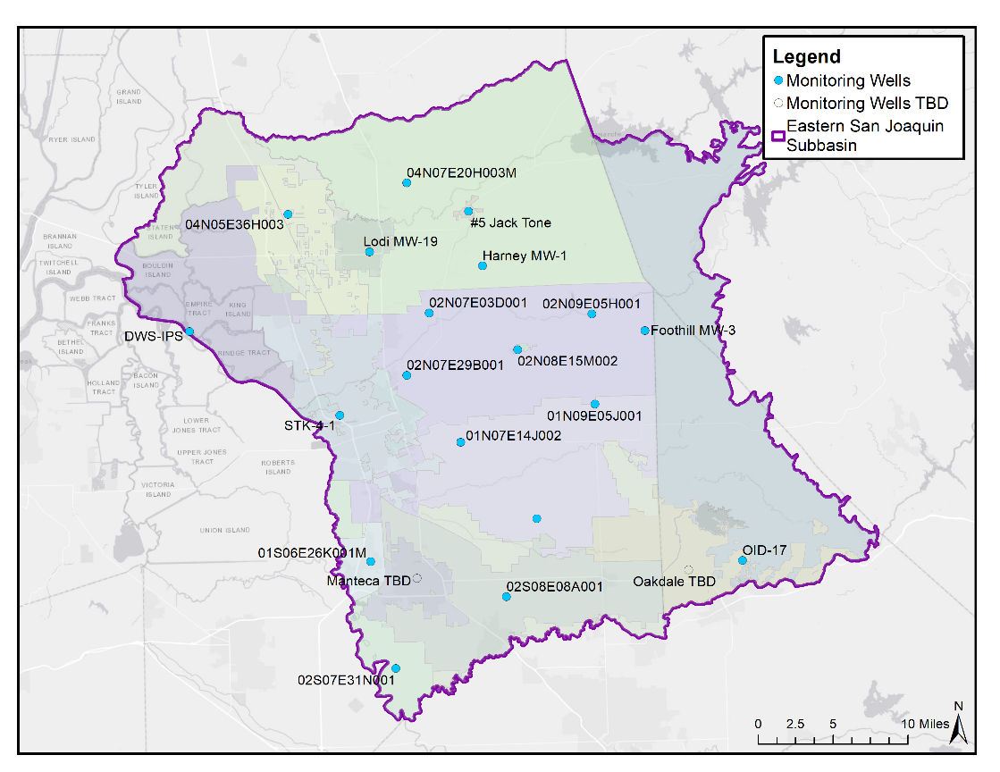 Legend
Monitoring Wells
Monitoring Wells TBD
Eastern San Joaquin
Subbasin
GRAND
ISLAND
RYER ISLAND
TYLER
ISLAND
STATEN
ISLAND
BRANNAN
ISLAND
TWITCHELL
ISLAND
BOULDIN
ISLAND
WEBB TRACT
EMPIRE
TRACT
KING
ISLAND
FRANKS
TRACT
BETHEL
ISLAND
RINDGE TRACT
HOLLAND
TRACT
BACON
ISLAND
LOWER
JONES TRACT
UPPER JONES
TRACT
ROBERTS
ISLAND
VICTORIA
ISLAND
UNION ISLAND
04N07E20H003M
04N05E36H003
#5 Jack Tone
Lodi MW-19
Harney MW-1
02N07E03D001
02N09E05H001
DWS-IPS
Foothill MW-3
02N08E15M002
02N07E29B001
01N09E05J001
STK-4-1
01N07E14J002
01S06E26K001M
OID-17
Manteca TBD
Oakdale TBD
02S08E08A001
02S07E31N001
N
0 2.5 5 10 Miles